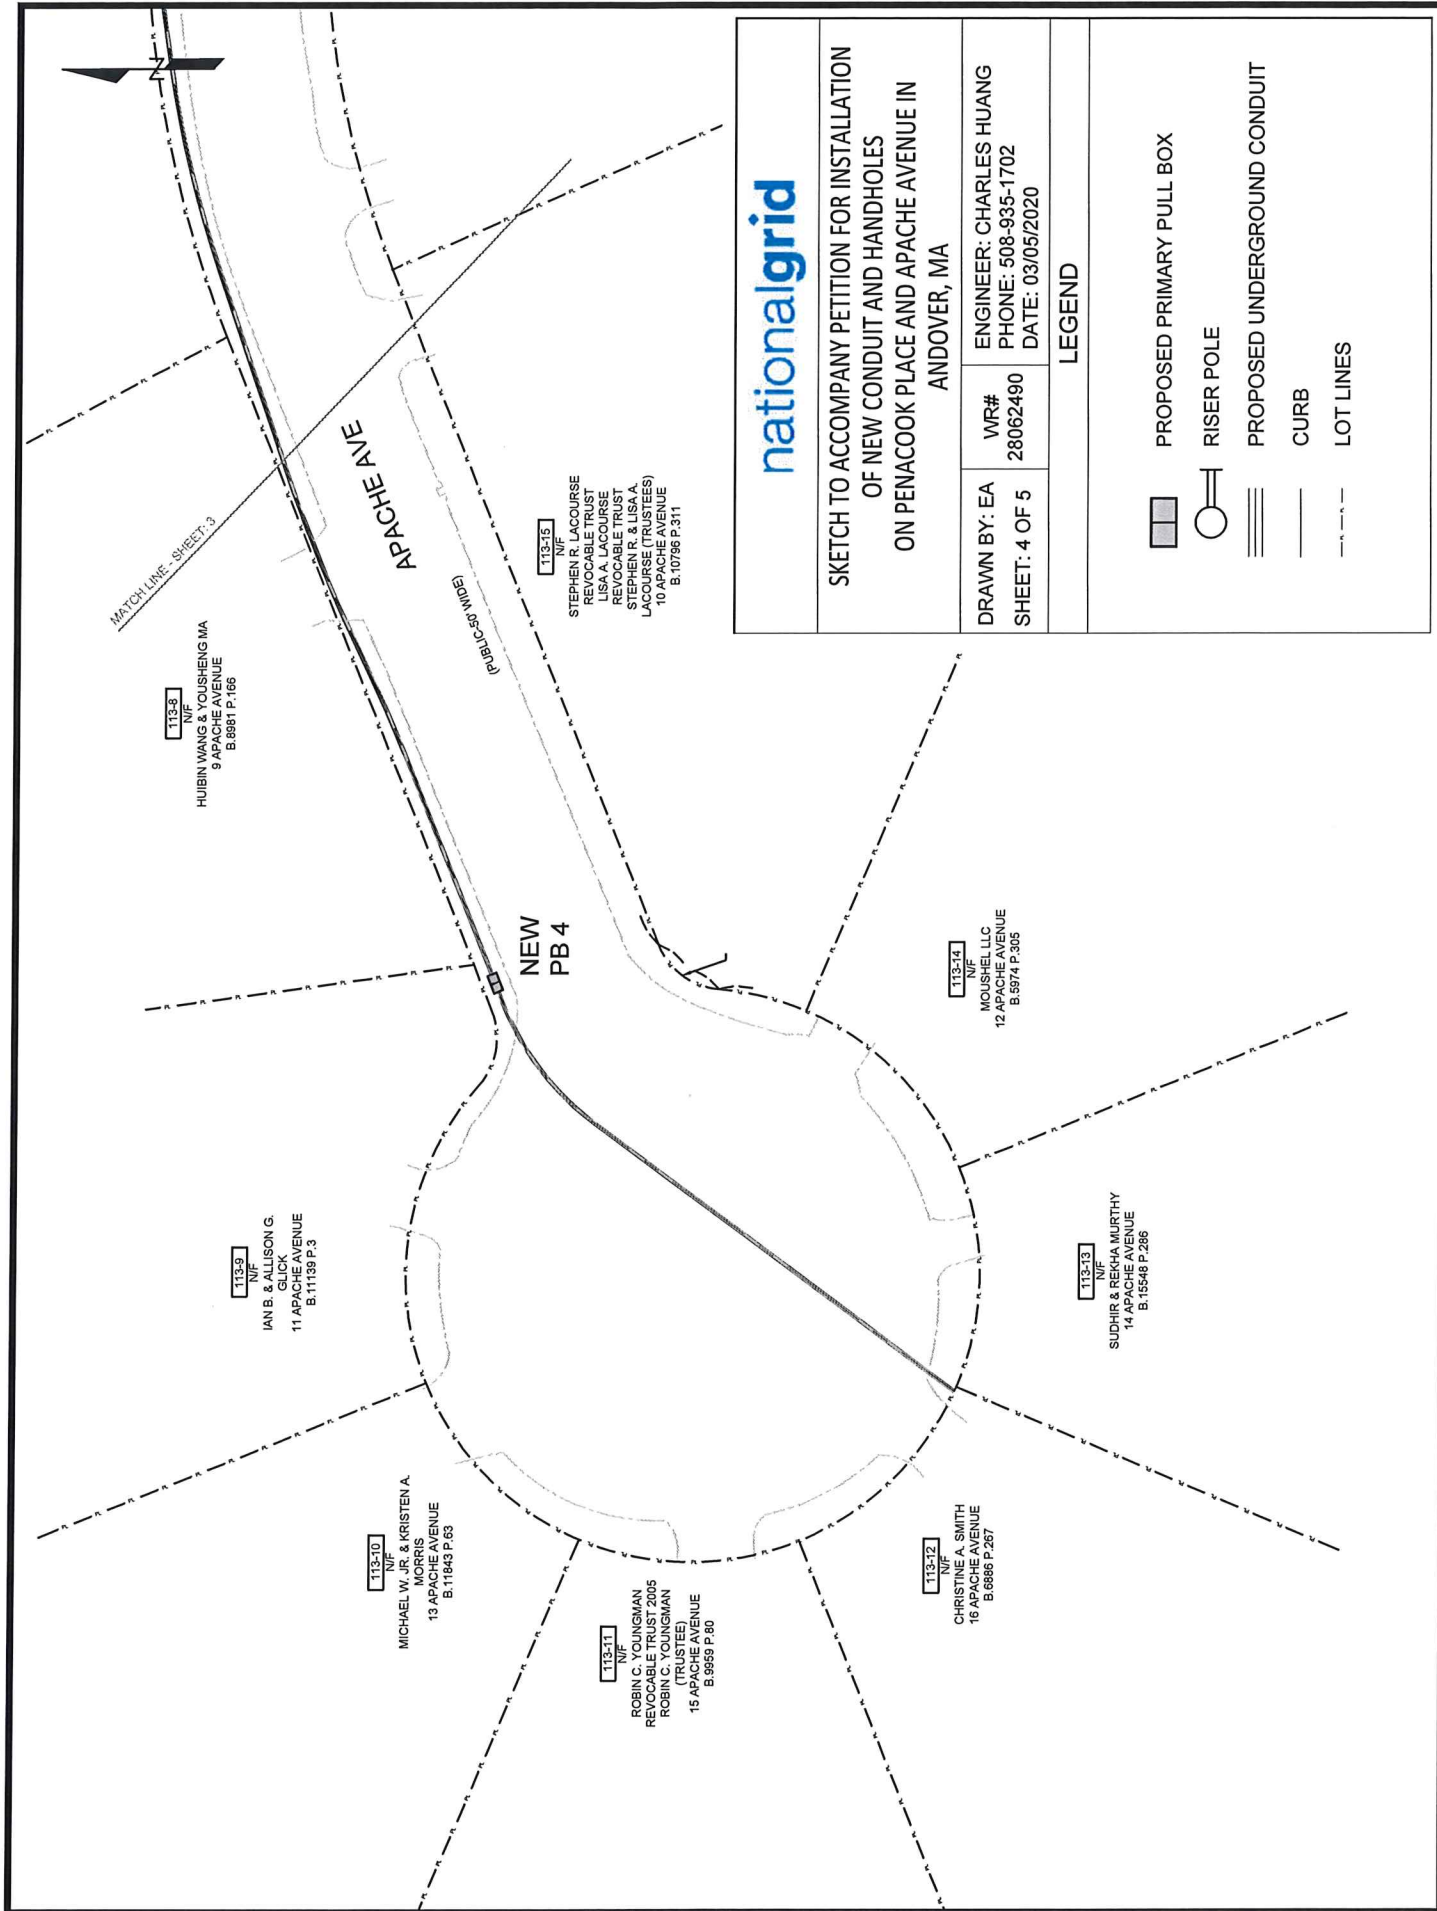 N
MATCH LINE - SHEET: 3
113-8
N/F
HUIBIN WANG & YOUSHENG MA
9 APACHE AVENUE
B.8981 P.166
APACHE AVE
(PUBLIC-50' WIDE)
113-15
N/F
STEPHEN R. LACOURSE
REVOCABLE TRUST
LISA A. LACOURSE
REVOCABLE TRUST
STEPHEN R. & LISA A.
LACOURSE (TRUSTEES)
10 APACHE AVENUE
B.10796 P.311
NEW
PB 4
113-9
N/F
IAN B. & ALLISON G.
GLICK
11 APACHE AVENUE
B.11139 P.3
113-10
N/F
MICHAEL W. JR. & KRISTEN A.
MORRIS
13 APACHE AVENUE
B.11843 P.63
113-11
N/F
ROBIN C. YOUNGMAN
REVOCABLE TRUST 2005
ROBIN C. YOUNGMAN
(TRUSTEE)
15 APACHE AVENUE
B.9959 P.80
113-12
N/F
CHRISTINE A. SMITH
16 APACHE AVENUE
B.6886 P.267
113-13
N/F
SUDHIR & REKHA MURTHY
14 APACHE AVENUE
B.15548 P.286
113-14
N/F
MOUSHEL LLC
12 APACHE AVENUE
B.5974 P.305
nationalgrid
SKETCH TO ACCOMPANY PETITION FOR INSTALLATION
OF NEW CONDUIT AND HANDHOLES
ON PENACOOK PLACE AND APACHE AVENUE IN
ANDOVER, MA
DRAWN BY: EA
SHEET: 4 OF 5
WR#
28062490
ENGINEER: CHARLES HUANG
PHONE: 508-935-1702
DATE: 03/05/2020
LEGEND
PROPOSED PRIMARY PULL BOX
RISER POLE
PROPOSED UNDERGROUND CONDUIT
CURB
LOT LINES